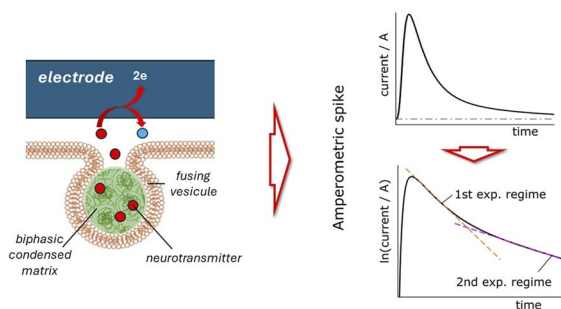 electrode
2e
fusing
vesicule
biphasic
condensed
matrix
neurotransmitter
Amperometric spike
current / A
time
ln(current / A)
1st exp. regime
2nd exp. regime
time